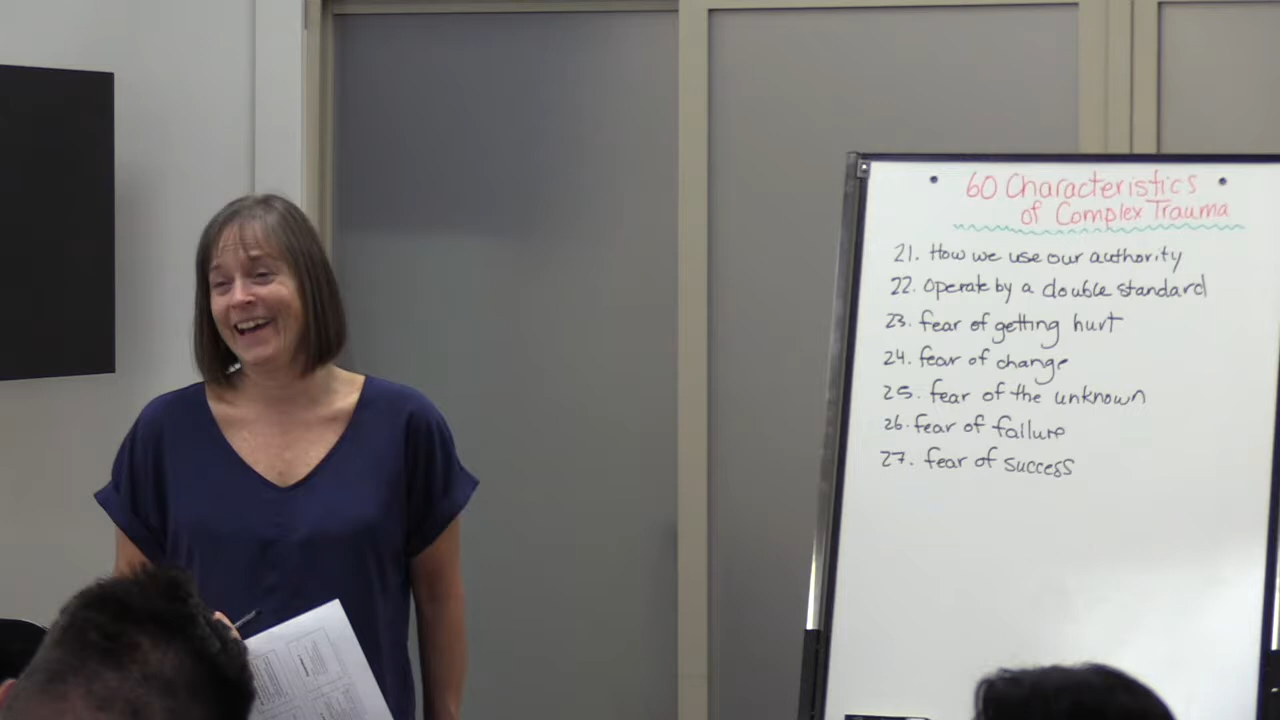 60 Characteristics
of Complex Trauma
21. How we use our authority
22. operate by a double standard
23. fear of getting hurt
24. fear of change
25. fear of the unknown
26. fear of failure
27. fear of success